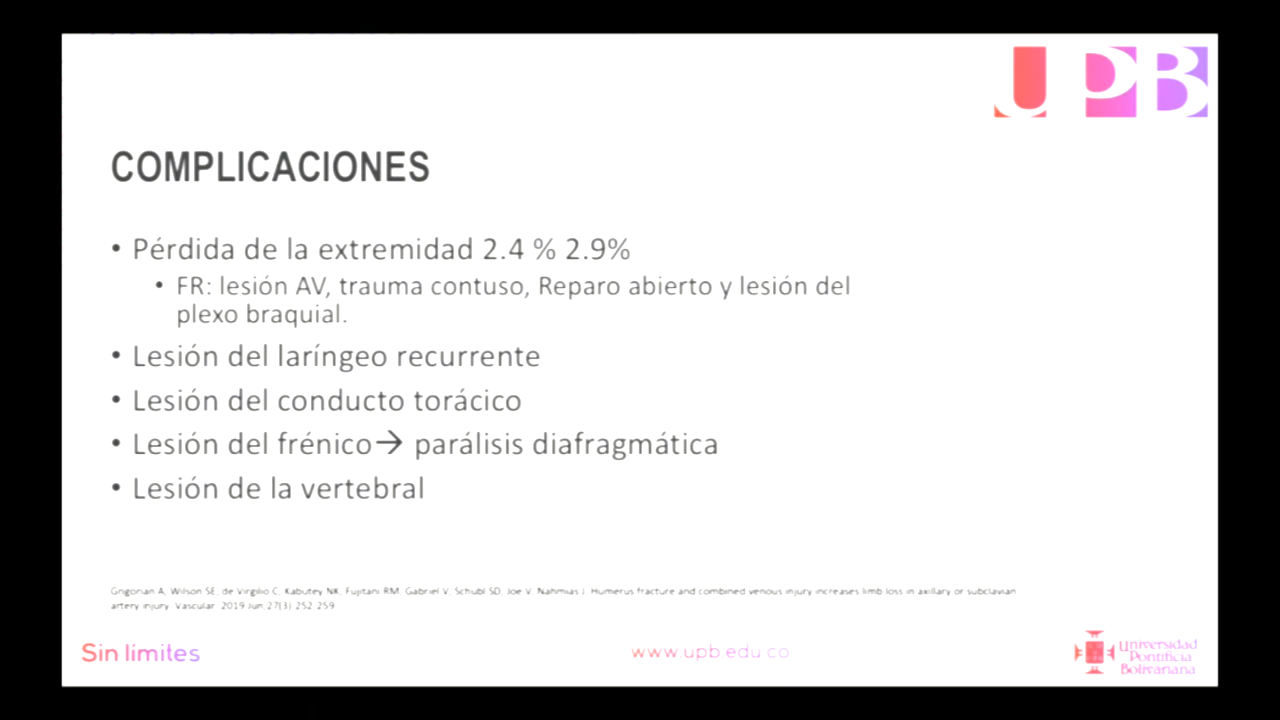 UPB
COMPLICACIONES
• Pérdida de la extremidad 2.4 % 2.9%
• FR: lesión AV, trauma contuso, Reparo abierto y lesión del
plexo braquial.
• Lesión del laríngeo recurrente
• Lesión del conducto torácico
• Lesión del frénico→ parálisis diafragmática
• Lesión de la vertebral
Grigorian A, Wilson SE, de Virgilio C, Kabutey NK, Fujitani RM, Gabriel V, Schubl SD, Joe V, Nahmias J. Humerus fracture and combined venous injury increases limb loss in axillary or subclavian
artery injury. Vascular. 2019 Jun;27(3) 252 259
Sin límites
www.upb.edu.co
Universidad
Pontificia
Bolivariana